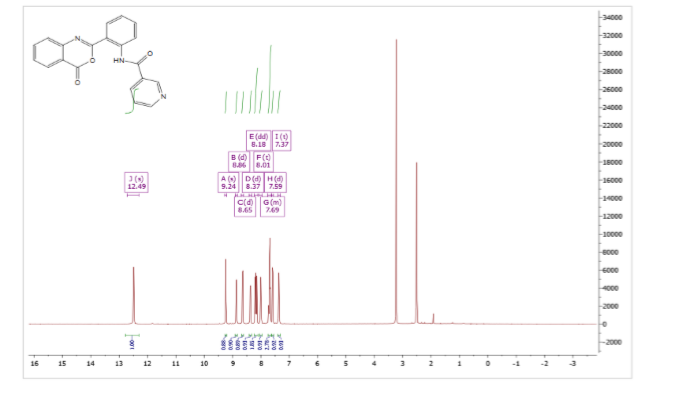 N
O
O
HN
O
N
E (dd)
8.18
I (t)
7.37
B (d)
8.86
F (t)
8.01
J (s)
12.49
A (s)
9.24
D (d)
8.37
H (d)
7.59
C (d)
8.65
G (m)
7.69
34000
32000
30000
28000
26000
24000
22000
20000
18000
16000
14000
12000
10000
8000
6000
4000
2000
0
-2000
1.00
16 15 14 13 12 11 10 9 8 7 6 5 4 3 2 1 0 -1 -2 -3